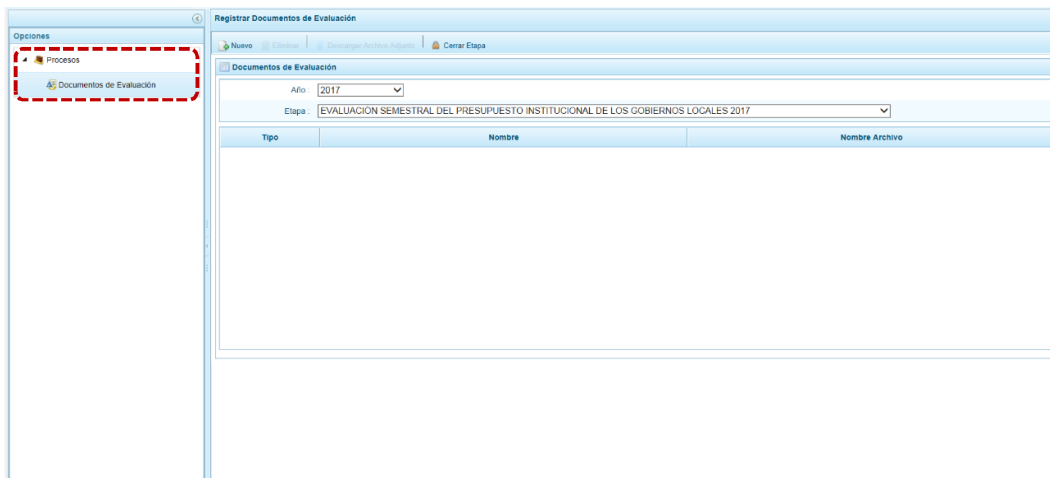 Registrar Documentos de Evaluación
Opciones
Procesos
Documentos de Evaluación
Nuevo Eliminar Descargar Archivo Adjunto Cerrar Etapa
Documentos de Evaluación
Año : 2017
Etapa : EVALUACIÓN SEMESTRAL DEL PRESUPUESTO INSTITUCIONAL DE LOS GOBIERNOS LOCALES 2017
Tipo Nombre Nombre Archivo